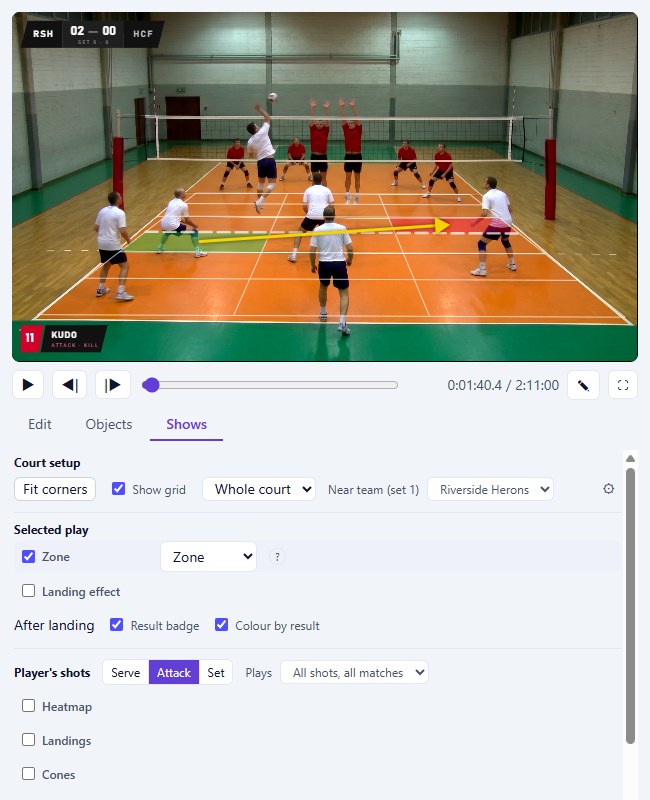 RSH 02 — 00 HCF
11 KUDO
ATTACK · KILL
0:01:40.4 / 2:11:00
Edit Objects Shows
Court setup
Fit corners Show grid Whole court Near team (set 1) Riverside Herons
Selected play
Zone Zone ?
Landing effect
After landing Result badge Colour by result
Player's shots Serve Attack Set Plays All shots, all matches
Heatmap
Landings
Cones